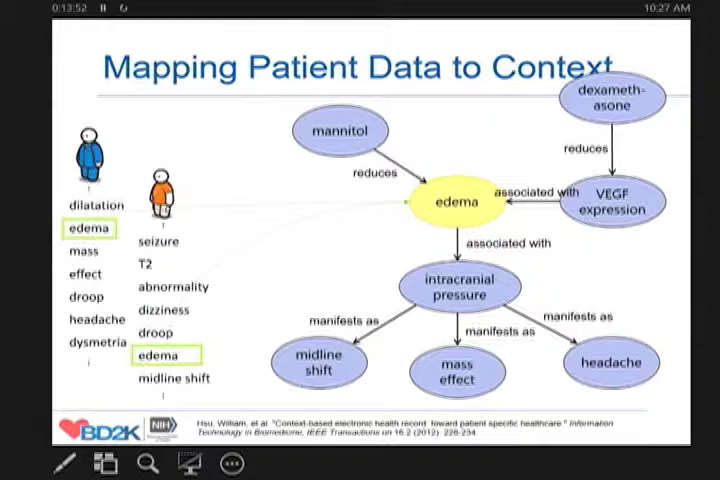 0:13:52
10:27 AM
Mapping Patient Data to Context
dexameth-
asone
mannitol
reduces
reduces
edema
associated with
VEGF
expression
associated with
intracranial
pressure
manifests as
manifests as
manifests as
midline
shift
mass
effect
headache
dilatation
edema
mass
effect
droop
headache
dysmetria
seizure
T2
abnormality
dizziness
droop
edema
midline shift
BD2K
NIH
Hsu, William, et al. "Context-based electronic health record: toward patient specific healthcare." Information
Technology in Biomedicine, IEEE Transactions on 16.2 (2012): 228-234.